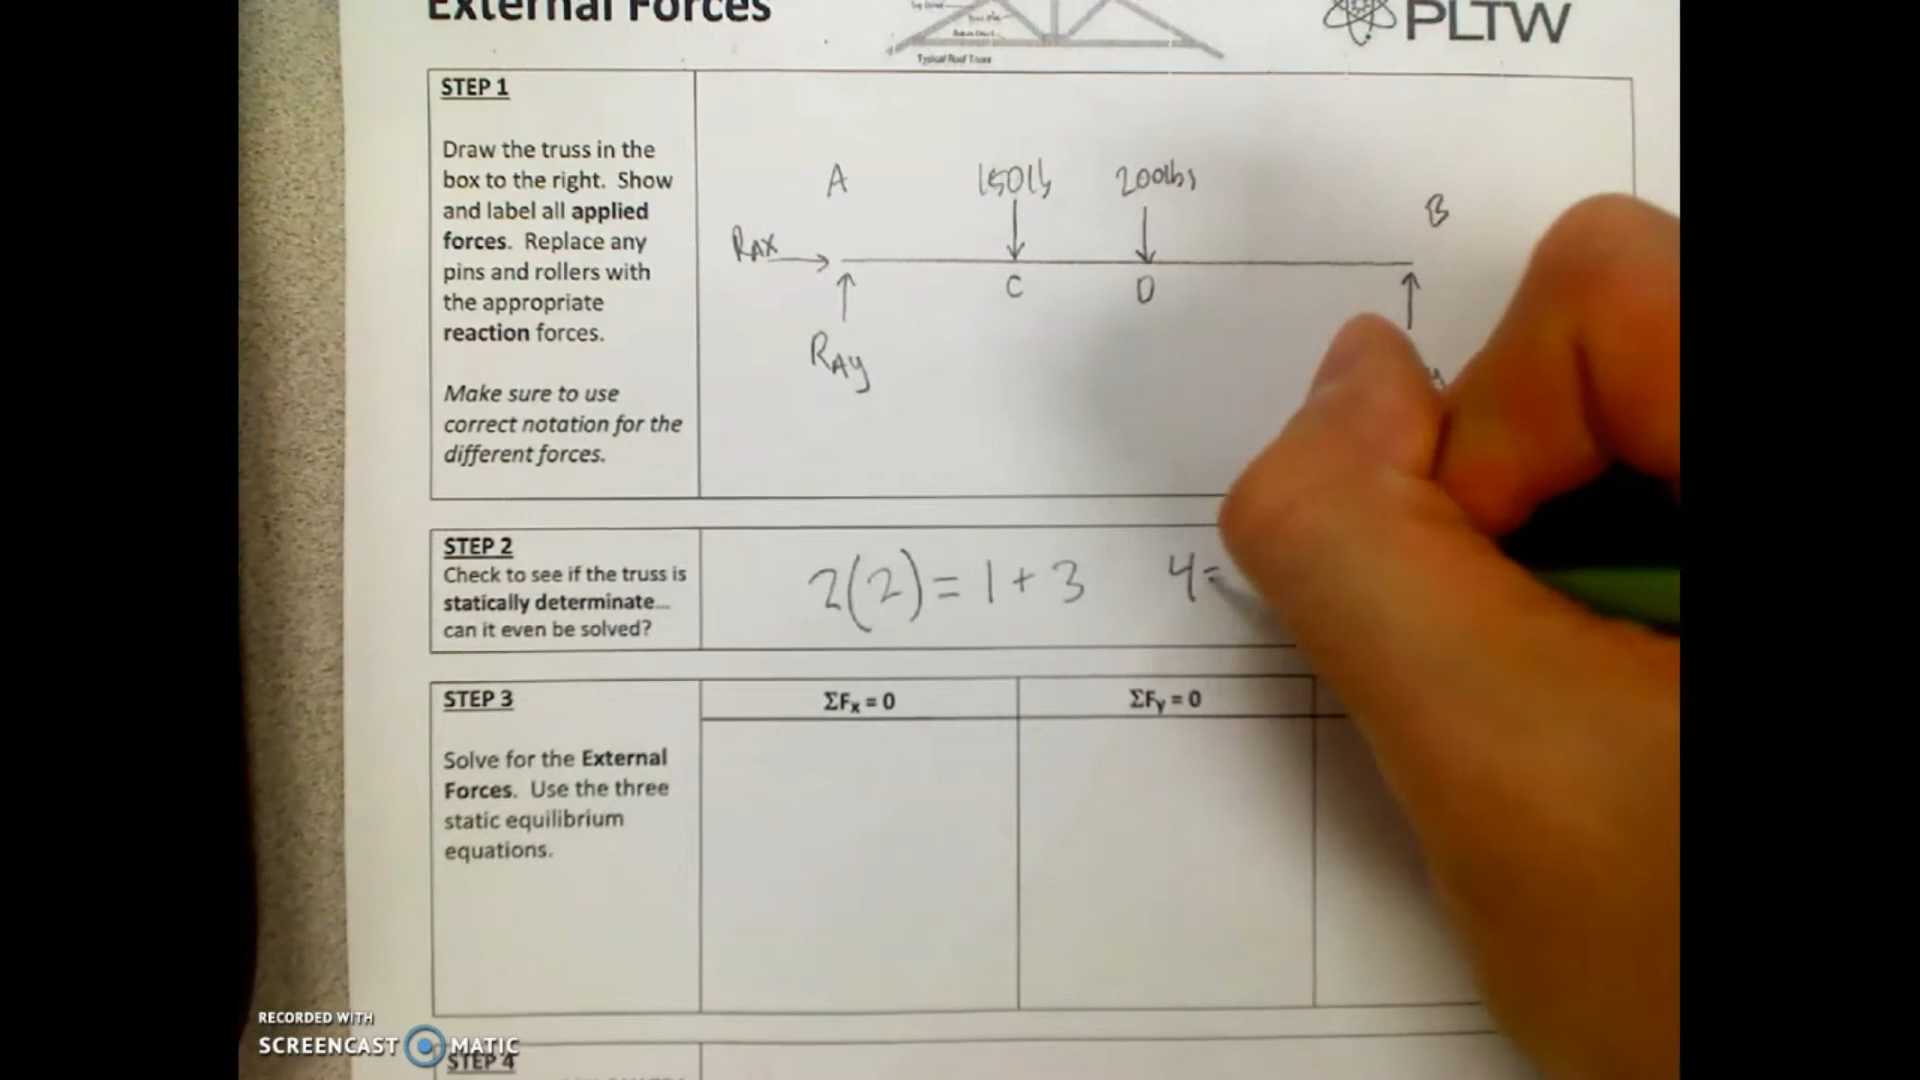 External Forces
PLTW
Typical Roof Truss
STEP 1
Draw the truss in the
box to the right. Show
and label all applied
forces. Replace any
pins and rollers with
the appropriate
reaction forces.
Make sure to use
correct notation for the
different forces.
A
150lb
200lbs
B
RAX
C
D
RAy
STEP 2
Check to see if the truss is
statically determinate...
can it even be solved?
2(2) = 1 + 3 4=
STEP 3
ΣFx = 0
ΣFy = 0
Solve for the External
Forces. Use the three
static equilibrium
equations.
STEP 4
RECORDED WITH
SCREENCAST MATIC